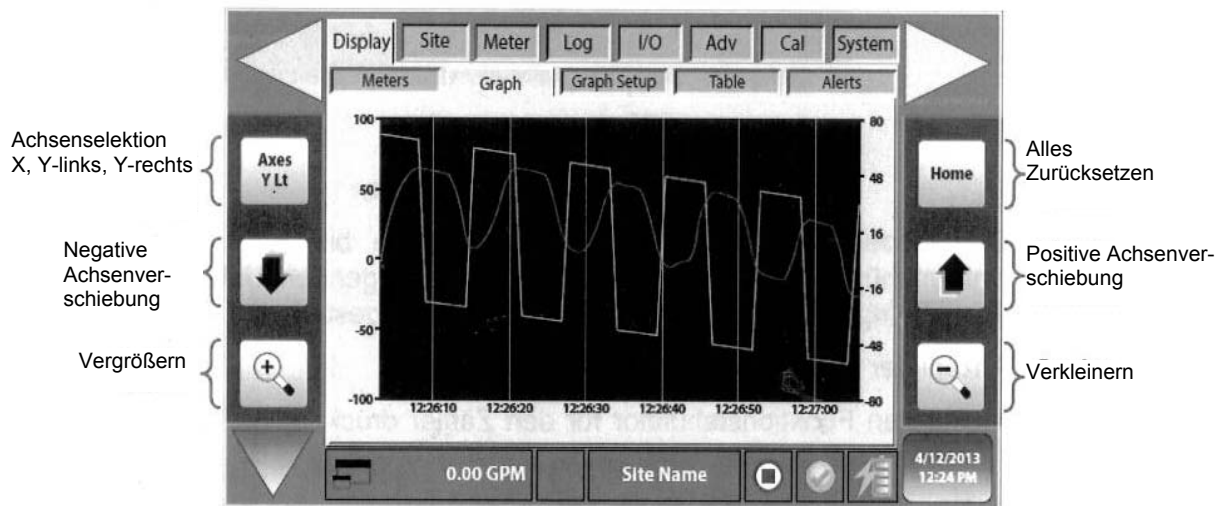 Display Site Meter Log I/O Adv Cal System
Meters Graph Graph Setup Table Alerts
Achsenselektion
X, Y-links, Y-rechts
Axes
Y Lt
Negative
Achsenver-
schiebung
Vergrößern
100
50
0
-50
-100
80
48
16
-16
-48
-80
12:26:10 12:26:20 12:26:30 12:26:40 12:26:50 12:27:00
Home
Alles
Zurücksetzen
Positive Achsenver-
schiebung
Verkleinern
0.00 GPM Site Name
4/12/2013
12:24 PM